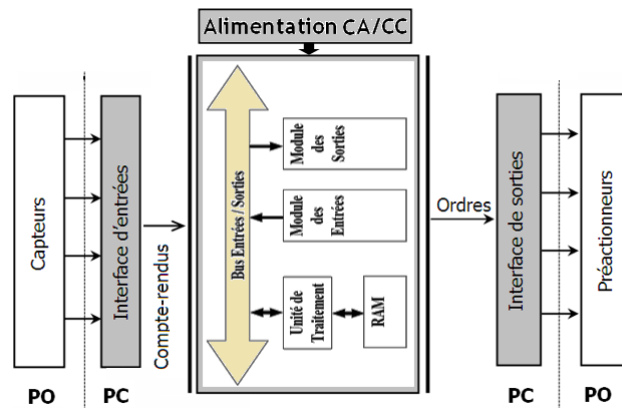 Alimentation CA/CC
Capteurs
Interface d'entrées
Compte-rendus
Bus Entrées / Sorties
Module
des
Sorties
Module
des
Entrées
Unité de
Traitement
RAM
Ordres
Interface de sorties
Préactionneurs
PO
PC
PC
PO